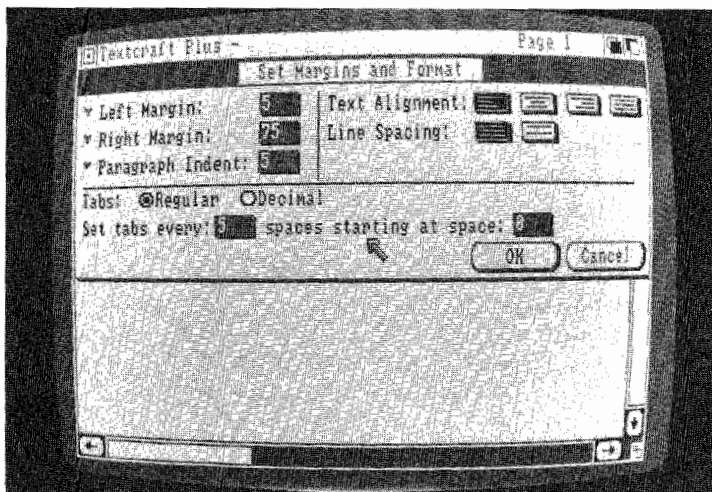 Textcraft Plus Page 1
Set Margins and Format
Left Margin: 5
Right Margin: 75
Paragraph Indent: 5
Text Alignment:
Line Spacing:
Tabs: Regular Decimal
Set tabs every: 5 spaces starting at space: 0
OK Cancel